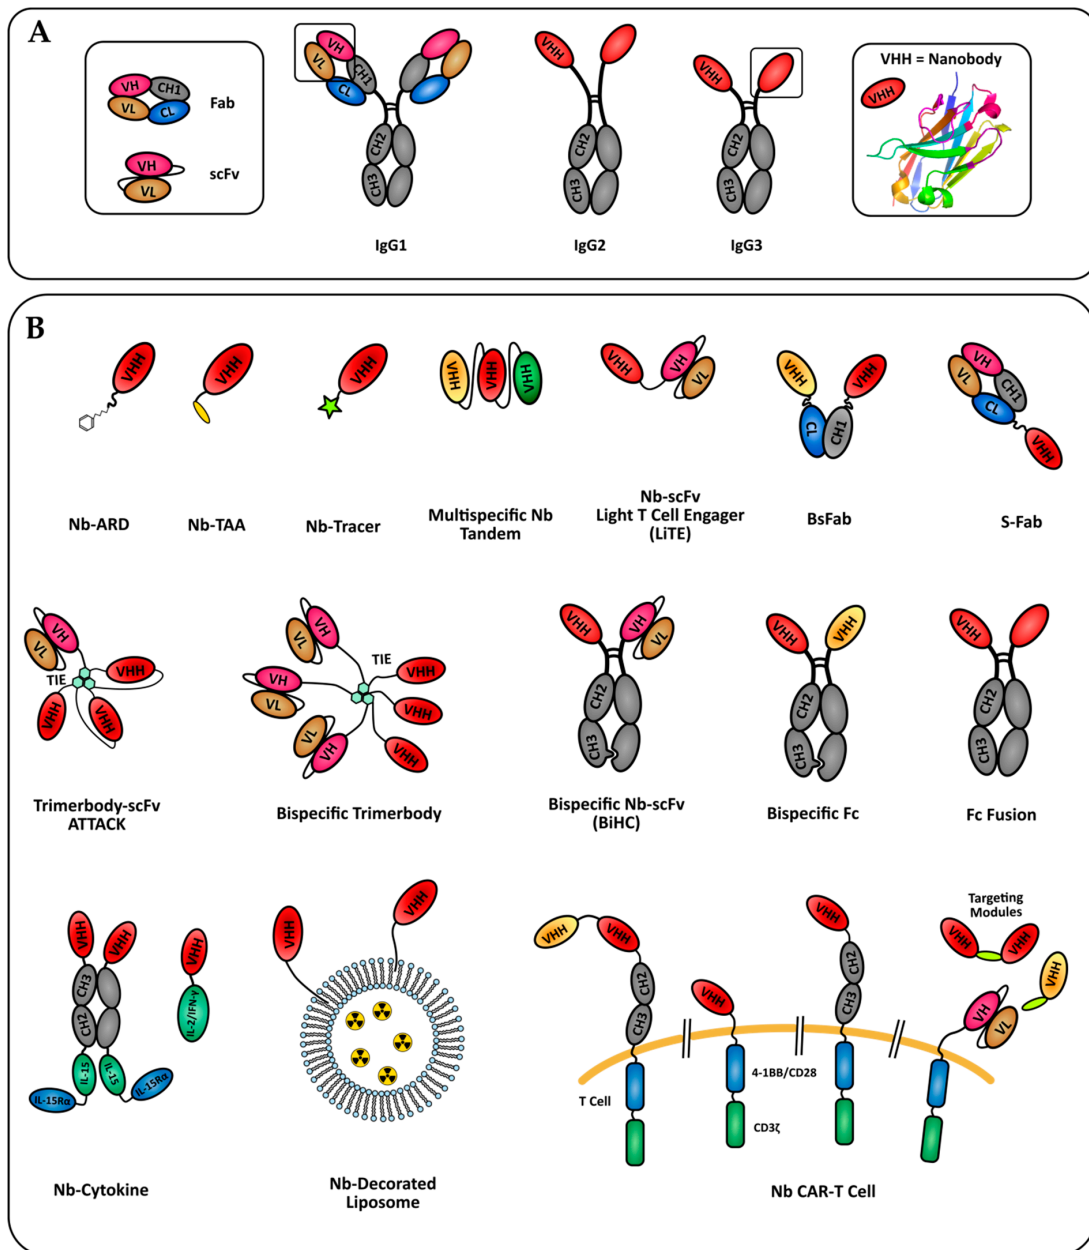 A
VH
CH1
VL
CL
Fab
VH
VL
scFv
VH
VL
CH1
CL
CH2
CH3
IgG1
VHH
CH2
CH3
IgG2
VHH
CH2
CH3
IgG3
VHH = Nanobody
VHH
B
VHH
Nb-ARD
VHH
Nb-TAA
VHH
Nb-Tracer
VHH
VHH
VHH
Multispecific Nb
Tandem
VHH
VH
VL
Nb-scFv
Light T Cell Engager
(LiTE)
VHH
VHH
CL
CH1
BsFab
VH
VL
CH1
CL
VHH
S-Fab
VH
VL
TIE
VHH
VHH
VHH
Trimerbody-scFv
ATTACK
VL
VH
VH
VL
VL
VH
TIE
VHH
VHH
VHH
Bispecific Trimerbody
VHH
VH
VL
CH2
CH3
Bispecific Nb-scFv
(BiHC)
VHH
VHH
CH2
CH3
Bispecific Fc
VHH
CH2
CH3
Fc Fusion
VHH
VHH
CH3
CH2
IL-15
IL-15
IL-15Rα
IL-15Rα
VHH
IL-2/IFN-γ
Nb-Cytokine
VHH
VHH
Nb-Decorated
Liposome
VHH
VHH
CH2
CH3
T Cell
VHH
4-1BB/CD28
CD3ζ
VHH
CH2
CH3
Targeting
Modules
VHH
VHH
VHH
VH
VL
Nb CAR-T Cell